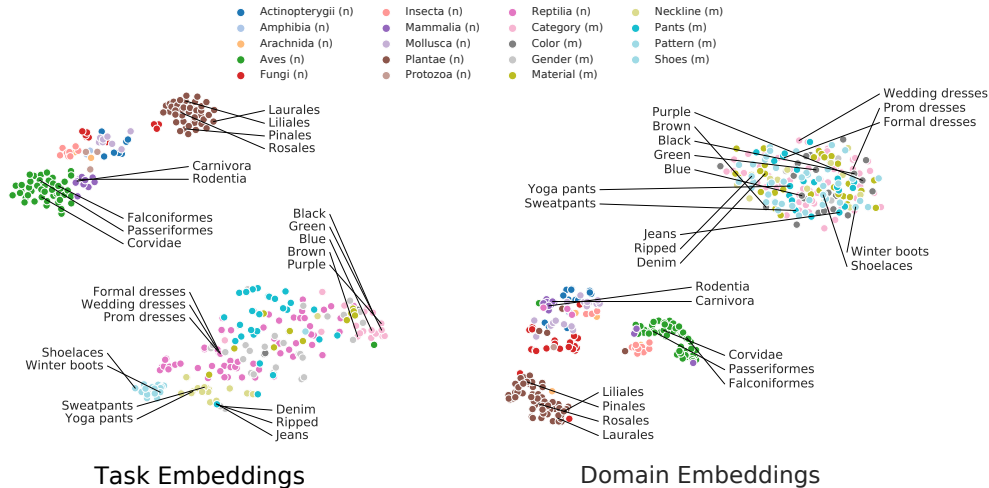 Actinopterygii (n)
Amphibia (n)
Arachnida (n)
Aves (n)
Fungi (n)
Insecta (n)
Mammalia (n)
Mollusca (n)
Plantae (n)
Protozoa (n)
Reptilia (n)
Category (m)
Color (m)
Gender (m)
Material (m)
Neckline (m)
Pants (m)
Pattern (m)
Shoes (m)
Laurales
Liliales
Pinales
Rosales
Carnivora
Rodentia
Falconiformes
Passeriformes
Corvidae
Black
Green
Blue
Brown
Purple
Formal dresses
Wedding dresses
Prom dresses
Shoelaces
Winter boots
Sweatpants
Yoga pants
Denim
Ripped
Jeans
Task Embeddings
Wedding dresses
Prom dresses
Formal dresses
Purple
Brown
Black
Green
Blue
Yoga pants
Sweatpants
Jeans
Ripped
Denim
Winter boots
Shoelaces
Rodentia
Carnivora
Corvidae
Passeriformes
Falconiformes
Liliales
Pinales
Rosales
Laurales
Domain Embeddings